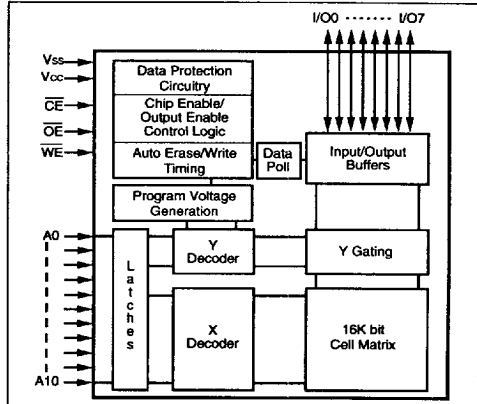 I/O0 -------- I/O7
Vss
Vcc
CE
OE
WE
Data Protection
Circuitry
Chip Enable/
Output Enable
Control Logic
Auto Erase/Write
Timing
Data
Poll
Input/Output
Buffers
Program Voltage
Generation
A0
A10
Latches
Y
Decoder
Y Gating
X
Decoder
16K bit
Cell Matrix